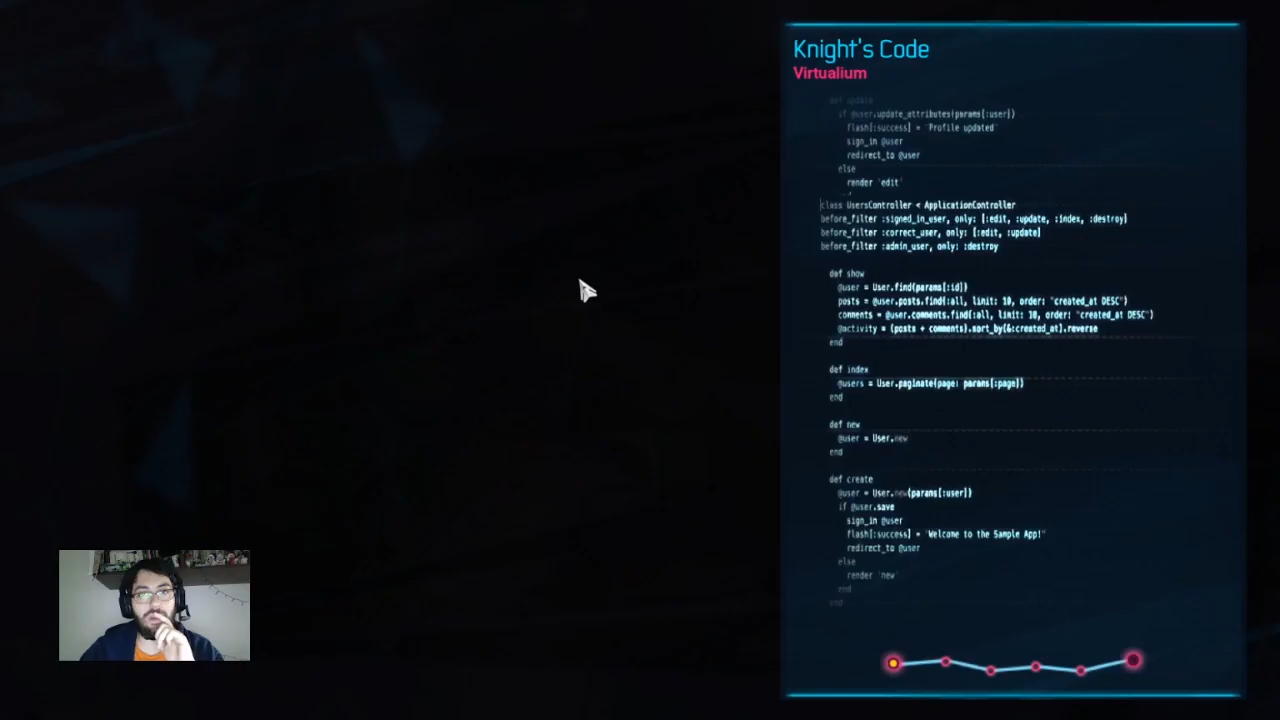 Knight's Code
Virtualium
def update
if @user.update_attributes(params[:user])
flash[:success] = "Profile updated"
sign_in @user
redirect_to @user
else
render 'edit'
class UsersController < ApplicationController
before_filter :signed_in_user, only: [:edit, :update, :index, :destroy]
before_filter :correct_user, only: [:edit, :update]
before_filter :admin_user, only: :destroy
def show
@user = User.find(params[:id])
posts = @user.posts.find(:all, limit: 10, order: "created_at DESC")
comments = @user.comments.find(:all, limit: 10, order: "created_at DESC")
@activity = (posts + comments).sort_by(&:created_at).reverse
end
def index
@users = User.paginate(page: params[:page])
end
def new
@user = User.new
end
def create
@user = User.new(params[:user])
if @user.save
sign_in @user
flash[:success] = "Welcome to the Sample App!"
redirect_to @user
else
render 'new'
end
end